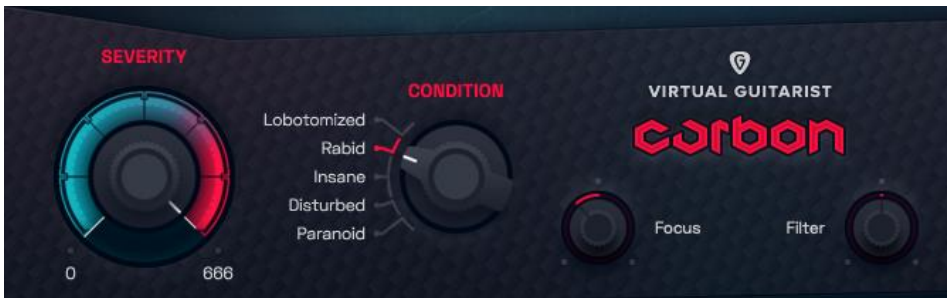 SEVERITY
0
666
CONDITION
Lobotomized
Rabid
Insane
Disturbed
Paranoid
G
VIRTUAL GUITARIST
carbon
Focus
Filter